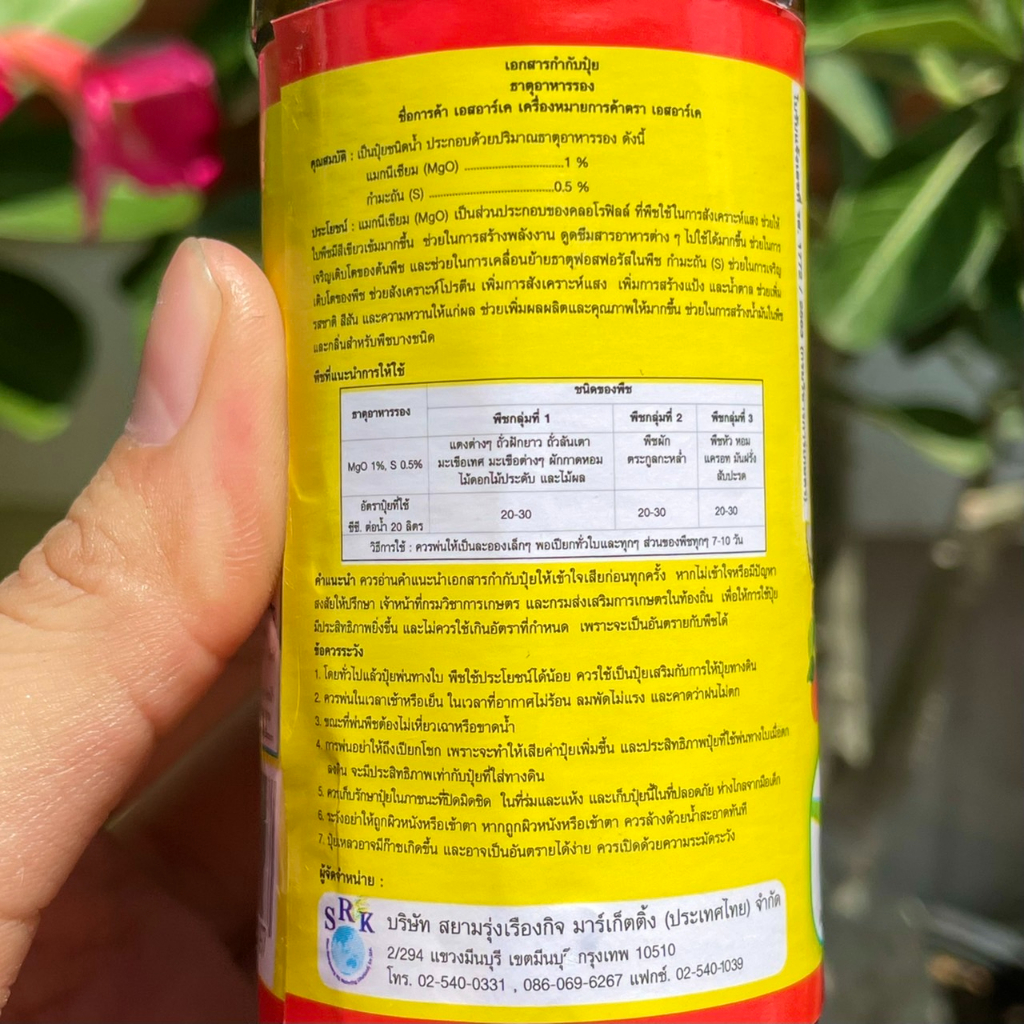 เอกสารกำกับปุ๋ย
ธาตุอาหารรอง
ชื่อการค้า เอสอาร์เค เครื่องหมายการค้าตรา เอสอาร์เค
คุณสมบัติ : เป็นปุ๋ยชนิดน้ำ ประกอบด้วยปริมาณธาตุอาหารรอง ดังนี้
แมกนีเซียม (MgO) ...........................1 %
กำมะถัน (S) ..................................0.5 %
ประโยชน์ : แมกนีเซียม (MgO) เป็นส่วนประกอบของคลอโรฟิลล์ ที่พืชใช้ในการสังเคราะห์แสง ช่วยให้
ใบพืชมีสีเขียวเข้มมากขึ้น ช่วยในการสร้างพลังงาน ดูดซึมสารอาหารต่าง ๆ ไปใช้ได้มากขึ้น ช่วยในการ
เจริญเติบโตของต้นพืช และช่วยในการเคลื่อนย้ายธาตุฟอสฟอรัสในพืช กำมะถัน (S) ช่วยในการเจริญ
เติบโตของพืช ช่วยสังเคราะห์โปรตีน เพิ่มการสังเคราะห์แสง เพิ่มการสร้างแป้ง และน้ำตาล ช่วยเพิ่ม
รสชาติ สีสัน และความหวานให้แก่ผล ช่วยเพิ่มผลผลิตและคุณภาพให้มากขึ้น ช่วยในการสร้างน้ำมันในพืช
และกลิ่นสำหรับพืชบางชนิด
พืชที่แนะนำการให้ใช้
ธาตุอาหารรอง ชนิดของพืช
พืชกลุ่มที่ 1 พืชกลุ่มที่ 2 พืชกลุ่มที่ 3
MgO 1%, S 0.5% แตงต่างๆ ถั่วฝักยาว ถั่วลันเตา พืชผัก พืชหัว หอม
มะเขือเทศ มะเขือต่างๆ ผักกาดหอม ตระกูลกะหล่ำ แครอท มันฝรั่ง
ไม้ดอกไม้ประดับ และไม้ผล สับปะรด
อัตราปุ๋ยที่ใช้
ซีซี. ต่อน้ำ 20 ลิตร 20-30 20-30 20-30
วิธีการใช้ : ควรพ่นให้เป็นละอองเล็กๆ พอเปียกทั่วใบและทุกๆ ส่วนของพืชทุกๆ 7-10 วัน
คำแนะนำ ควรอ่านคำแนะนำเอกสารกำกับปุ๋ยให้เข้าใจเสียก่อนทุกครั้ง หากไม่เข้าใจหรือมีปัญหา
สงสัยให้ปรึกษา เจ้าหน้าที่กรมวิชาการเกษตร และกรมส่งเสริมการเกษตรในท้องถิ่น เพื่อให้การใช้ปุ๋ย
มีประสิทธิภาพยิ่งขึ้น และไม่ควรใช้เกินอัตราที่กำหนด เพราะจะเป็นอันตรายกับพืชได้
ข้อควรระวัง
1. โดยทั่วไปแล้วปุ๋ยพ่นทางใบ พืชใช้ประโยชน์ได้น้อย ควรใช้เป็นปุ๋ยเสริมกับการให้ปุ๋ยทางดิน
2. ควรพ่นในเวลาเช้าหรือเย็น ในเวลาที่อากาศไม่ร้อน ลมพัดไม่แรง และคาดว่าฝนไม่ตก
3. ขณะที่พ่นพืชต้องไม่เหี่ยวเฉาหรือขาดน้ำ
4. การพ่นอย่าให้ถึงเปียกโชก เพราะจะทำให้เสียค่าปุ๋ยเพิ่มขึ้น และประสิทธิภาพปุ๋ยที่ใช้พ่นทางใบเมื่อตก
ลงดิน จะมีประสิทธิภาพเท่ากับปุ๋ยที่ใส่ทางดิน
5. ควรเก็บรักษาปุ๋ยในภาชนะที่ปิดมิดชิด ในที่ร่มและแห้ง และเก็บปุ๋ยนี้ในที่ปลอดภัย ห่างไกลจากมือเด็ก
6. ระวังอย่าให้ถูกผิวหนังหรือเข้าตา หากถูกผิวหนังหรือเข้าตา ควรล้างด้วยน้ำสะอาดทันที
7. ปุ๋ยเหลวอาจมีก๊าซเกิดขึ้น และอาจเป็นอันตรายได้ง่าย ควรเปิดด้วยความระมัดระวัง
ผู้จัดจำหน่าย :
SRK
บริษัท สยามรุ่งเรืองกิจ มาร์เก็ตติ้ง (ประเทศไทย) จำกัด
2/294 แขวงมีนบุรี เขตมีนบุรี กรุงเทพ 10510
โทร. 02-540-0331 , 086-069-6267 แฟกซ์. 02-540-1039